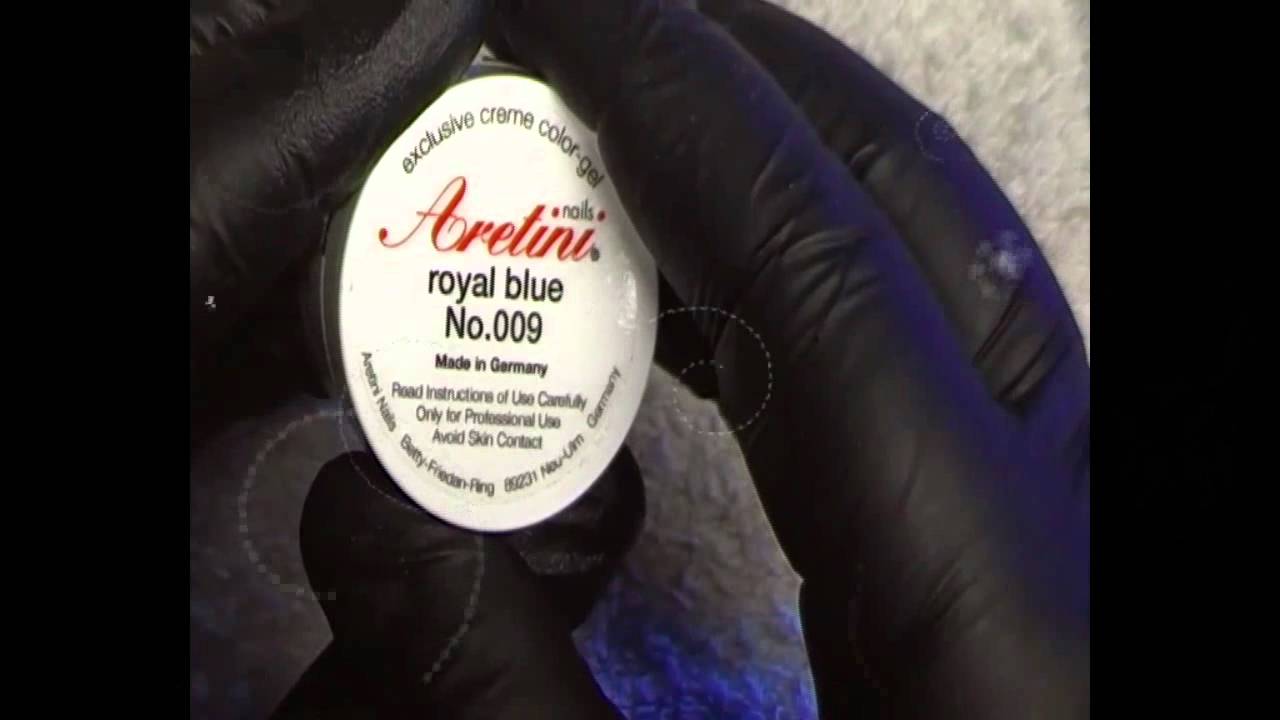 exclusive creme color-gel
Aretini nails
royal blue
No.009
Made in Germany
Read Instructions of Use Carefully
Only for Professional Use
Avoid Skin Contact
Aretini Nails Betty-Friedan-Ring 89231 Neu-Ulm Germany